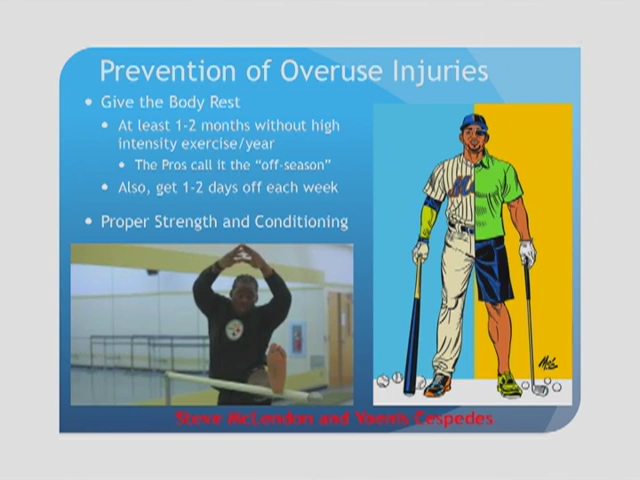 Prevention of Overuse Injuries
• Give the Body Rest
• At least 1-2 months without high
intensity exercise/year
• The Pros call it the “off-season”
• Also, get 1-2 days off each week
• Proper Strength and Conditioning
Steve McLendon and Yoenis Cespedes